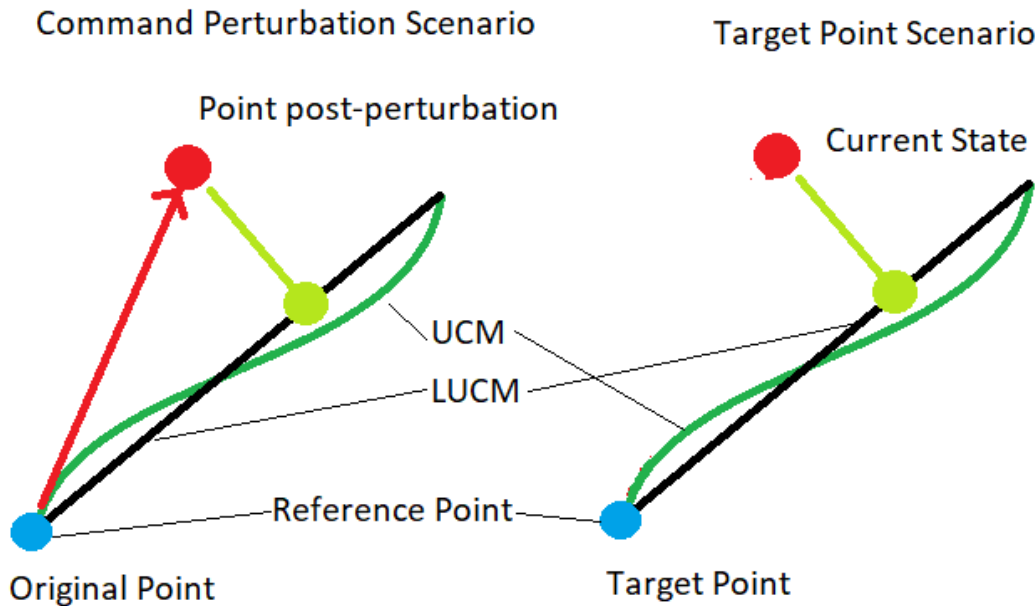 Command Perturbation Scenario
Target Point Scenario
Point post-perturbation
Current State
UCM
LUCM
Reference Point
Original Point
Target Point